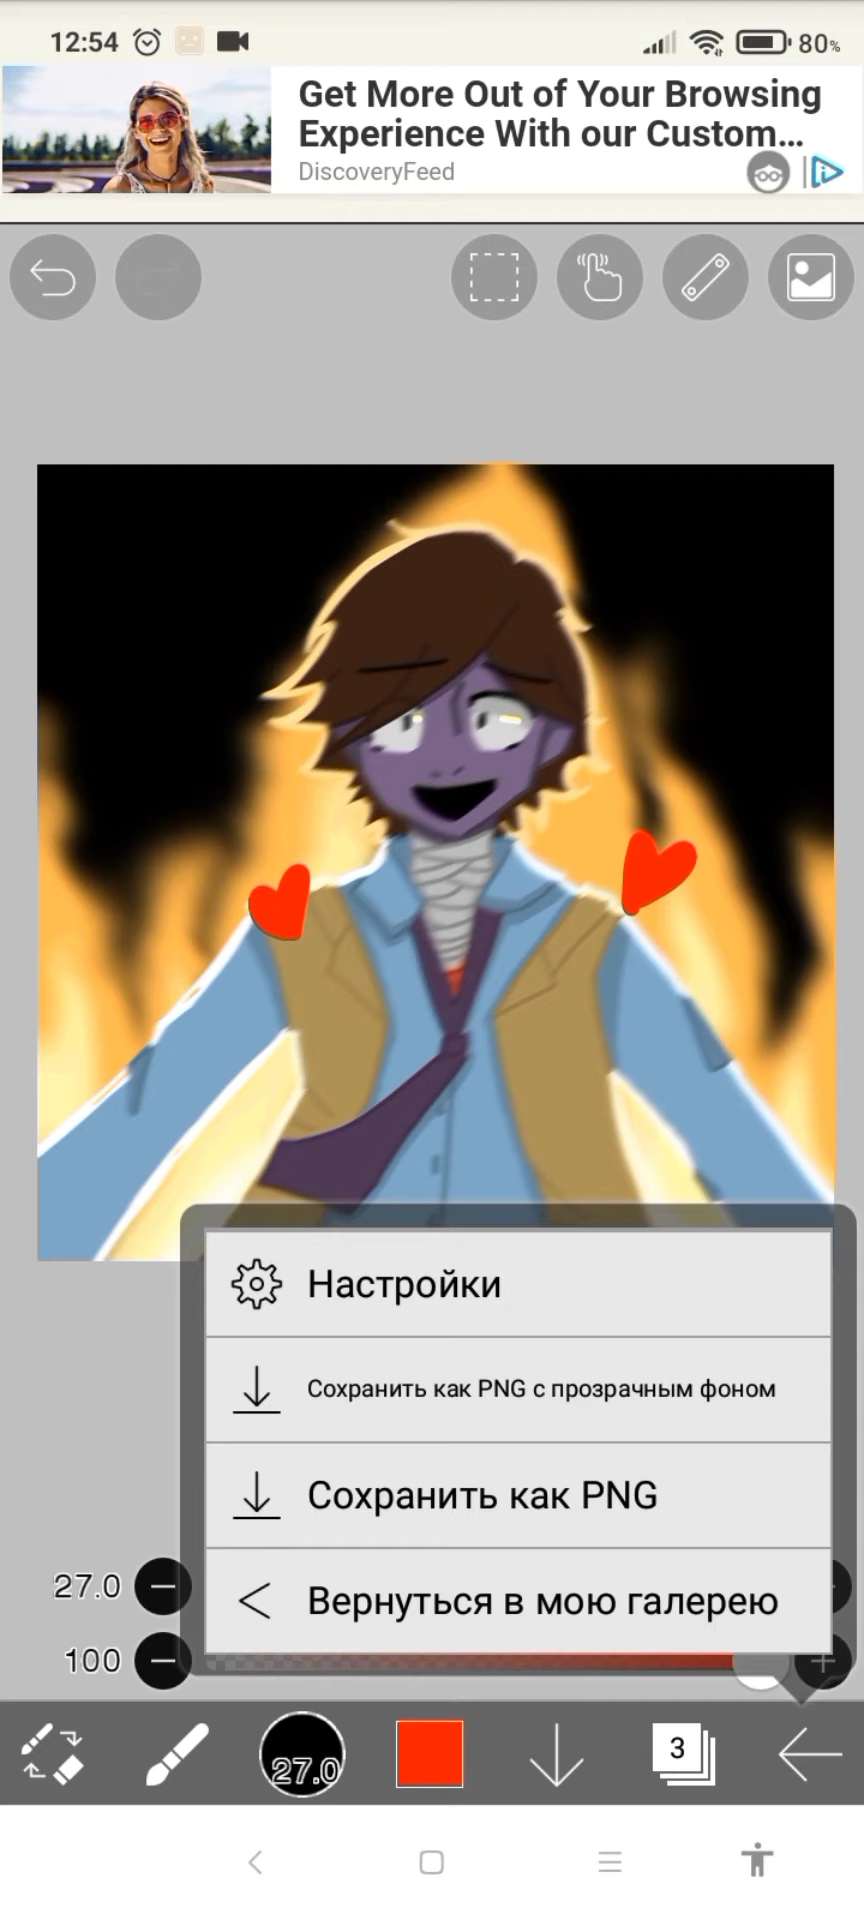 12:54
80%
Get More Out of Your Browsing
Experience With our Custom...
DiscoveryFeed
Настройки
Сохранить как PNG с прозрачным фоном
Сохранить как PNG
Вернуться в мою галерею
27.0
100
27.0
3